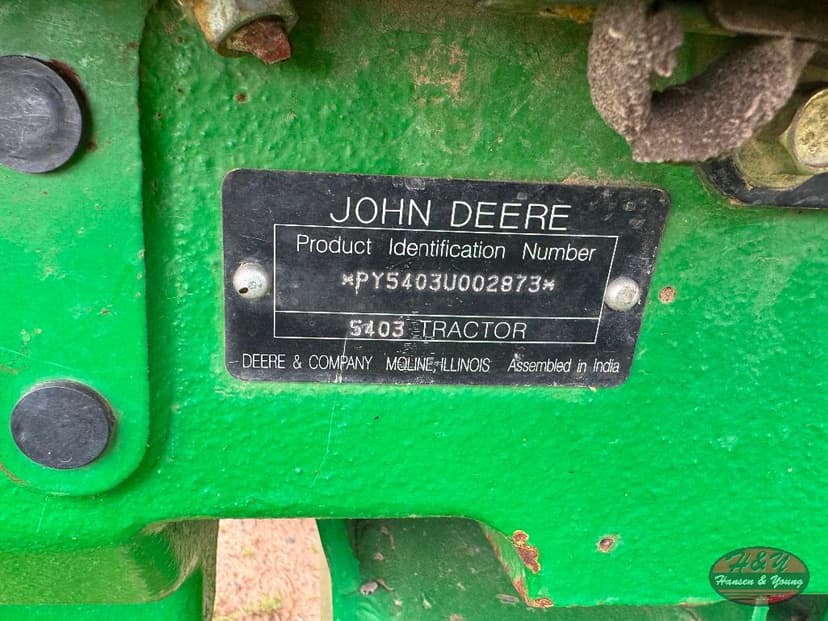 JOHN DEERE
Product Identification Number
*PY5403U002873*
5403 TRACTOR
DEERE & COMPANY MOLINE, ILLINOIS Assembled in India
H&Y
Hansen & Young